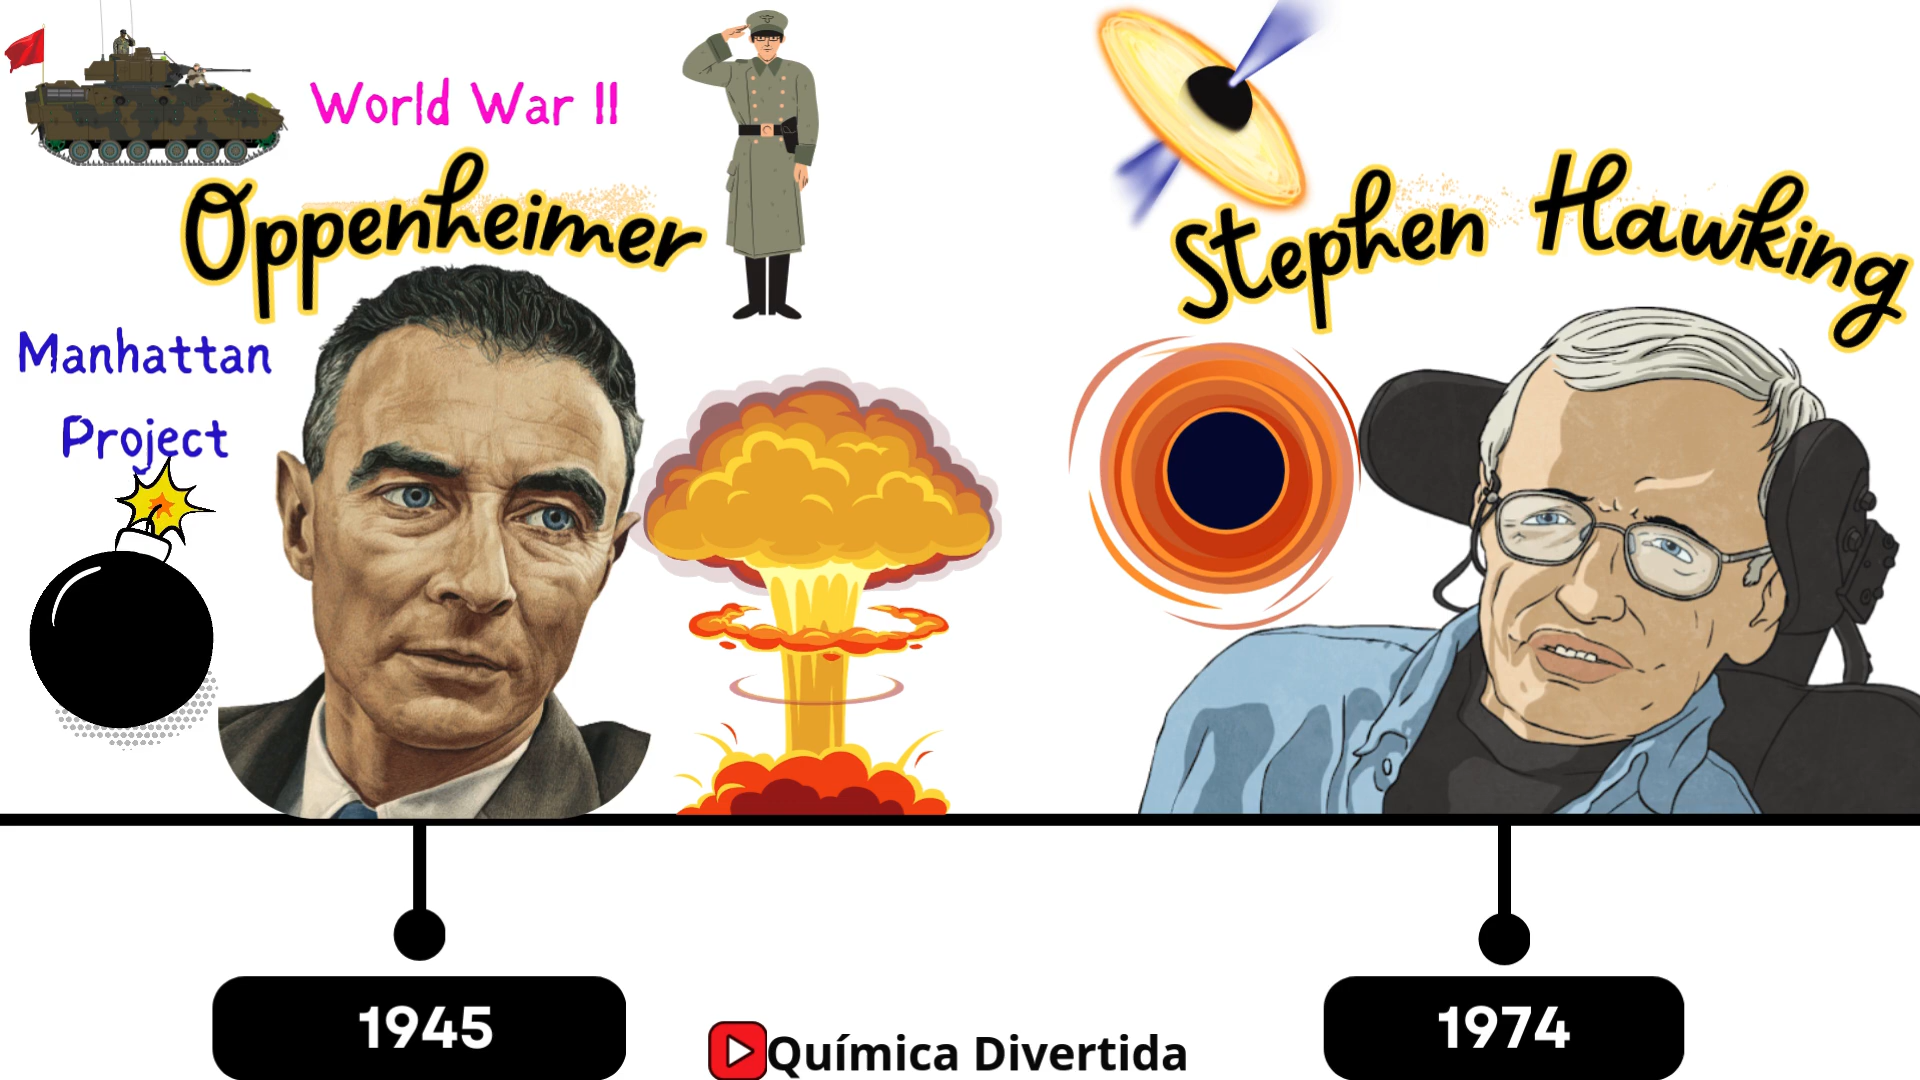 World War II
Oppenheimer
Manhattan
Project
Stephen Hawking
1945
1974
Química Divertida